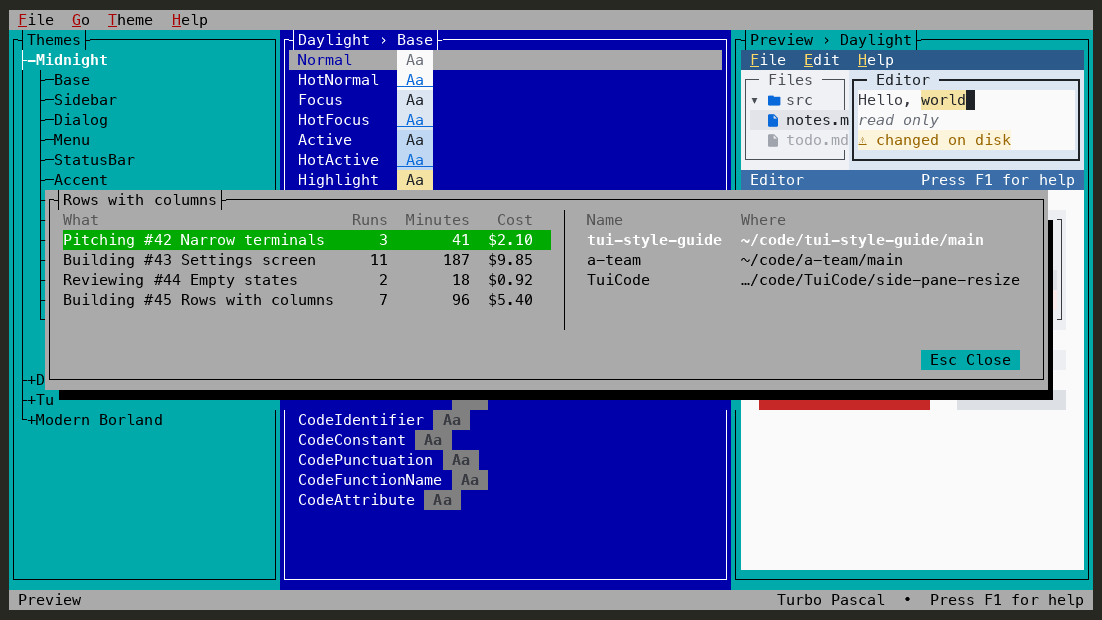 File Go Theme Help
Themes
Midnight
Base
Sidebar
Dialog
Menu
StatusBar
Accent
+D
+Tu
+Modern Borland
Daylight › Base
Normal Aa
HotNormal Aa
Focus Aa
HotFocus Aa
Active Aa
HotActive Aa
Highlight Aa
CodeIdentifier Aa
CodeConstant Aa
CodePunctuation Aa
CodeFunctionName Aa
CodeAttribute Aa
Preview › Daylight
File Edit Help
Files
▾ src
notes.m
todo.md
Editor
Hello, world
read only
⚠ changed on disk
Editor Press F1 for help
Rows with columns
What Runs Minutes Cost
Pitching #42 Narrow terminals 3 41 $2.10
Building #43 Settings screen 11 187 $9.85
Reviewing #44 Empty states 2 18 $0.92
Building #45 Rows with columns 7 96 $5.40
Name Where
tui-style-guide ~/code/tui-style-guide/main
a-team ~/code/a-team/main
TuiCode …/code/TuiCode/side-pane-resize
Esc Close
Preview Turbo Pascal • Press F1 for help